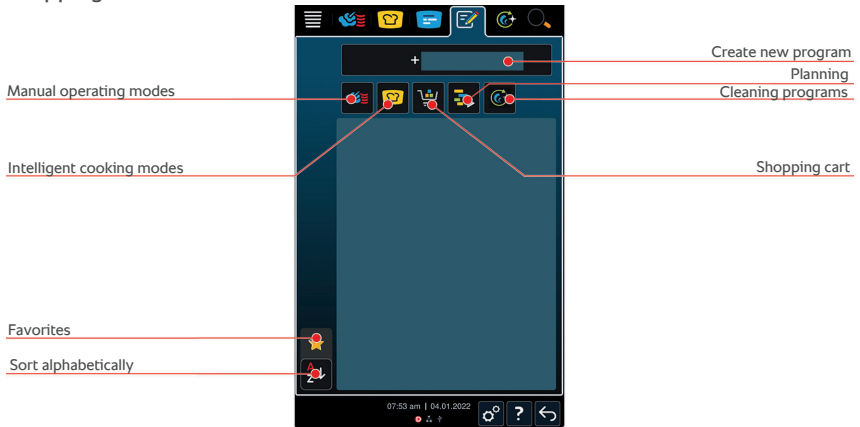 Create new program
Planning
Manual operating modes
Cleaning programs
Intelligent cooking modes
Shopping cart
Favorites
Sort alphabetically
+
A
Z
07:53 am | 04.01.2022
?